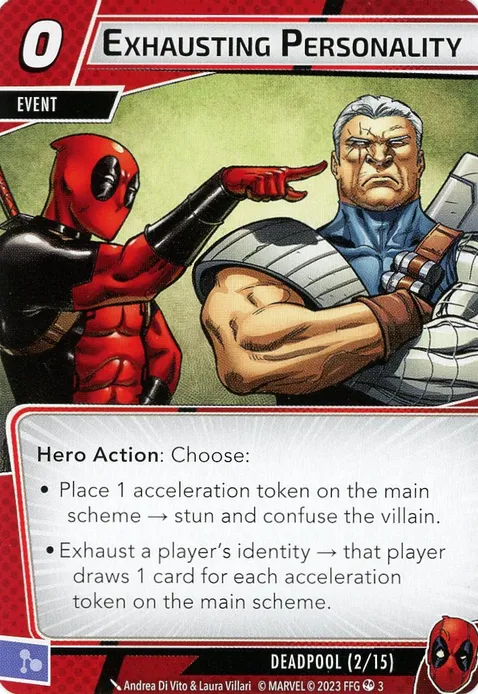 0
EXHAUSTING PERSONALITY
EVENT
Hero Action: Choose:
• Place 1 acceleration token on the main
scheme → stun and confuse the villain.
• Exhaust a player's identity → that player
draws 1 card for each acceleration
token on the main scheme.
DEADPOOL (2/15)
Andrea Di Vito & Laura Villari © MARVEL © 2023 FFG 3